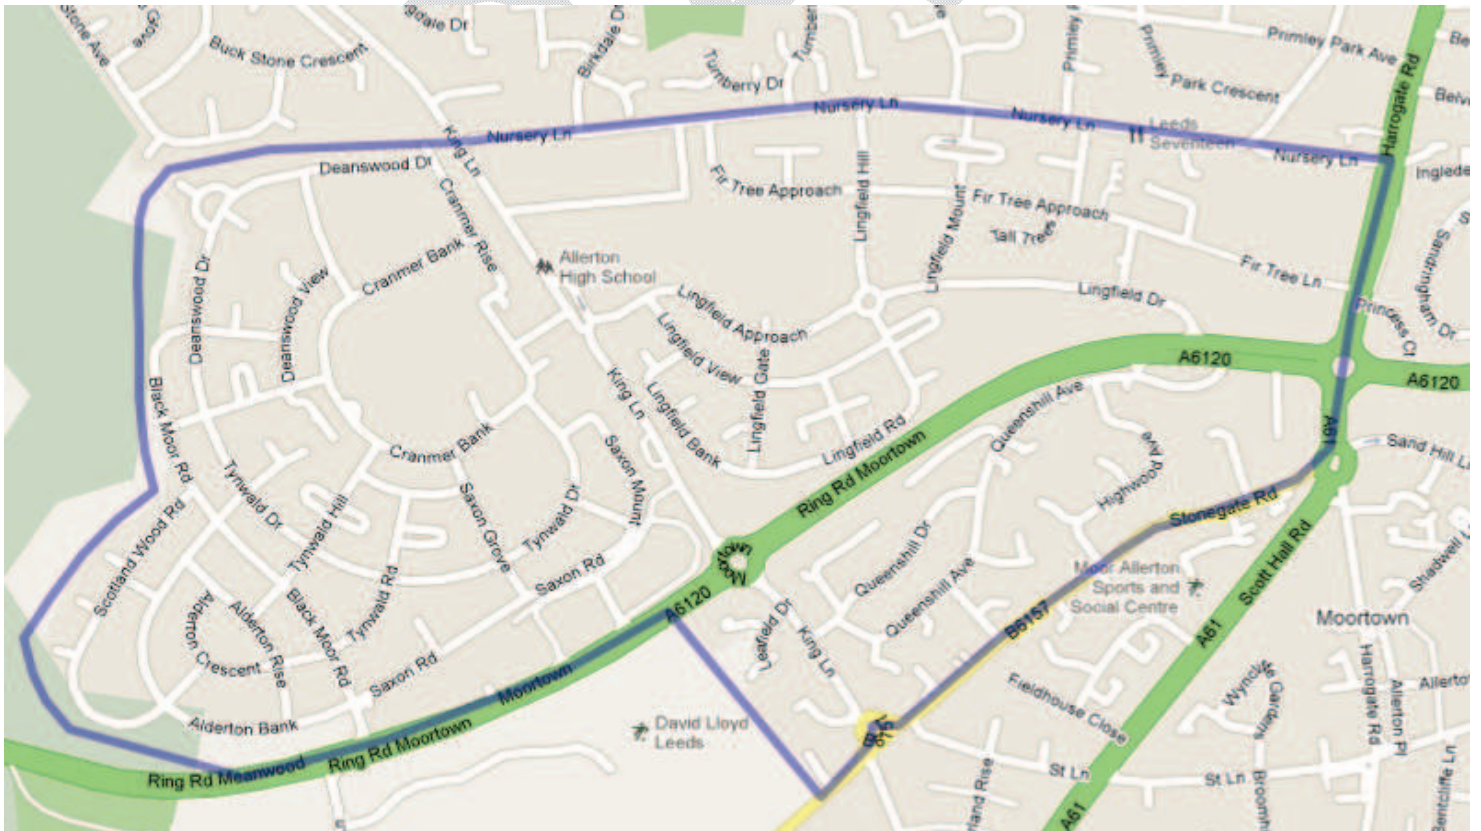 Stone Ave
Grove
Buck Stone Crescent
gdale Dr
Birkdale Dr
Turnberry Dr
Primley
Park Crescent
Primley Park Ave
Harrogate Rd
Nursery Ln
Nursery Ln
Nursery Ln
Nursery Ln
Leeds
Seventeen
King Ln
Deanswood Dr
Cranmer Rise
Fir Tree Approach
Lingfield Hill
Lingfield Mount
Fir Tree Approach
Tall Trees
Fir Tree Ln
Sandringham Dr
Princess Ct
Allerton
High School
Cranmer Bank
Deanswood View
Deanswood Dr
Lingfield Approach
Lingfield Dr
Lingfield View
Lingfield Gate
A6120
A6120
A61
King Ln
Lingfield Bank
Lingfield Rd
Queenshill Ave
Black Moor Rd
Cranmer Bank
Saxon Mount
Ring Rd Moortown
Highwood Ave
Stonegate Rd
Tynwald Dr
Tynwald Hill
Saxon Grove
Tynwald Dr
Scotland Wood Rd
Saxon Rd
A6120
Queenshill Dr
Queenshill Ave
Moor Allerton
Sports and
Social Centre
B6157
Scott Hall Rd
A61
Moortown
Alderton Crescent
Alderton Rise
Black Moor Rd
Tynwald Rd
Saxon Rd
Leafield Dr
King Ln
Fieldhouse Close
Harrogate Rd
Allerton Pl
Alderton Bank
Moortown
Ring Rd Moortown
Ring Rd Meanwood
David Lloyd
Leeds
St Ln
St Ln
A61